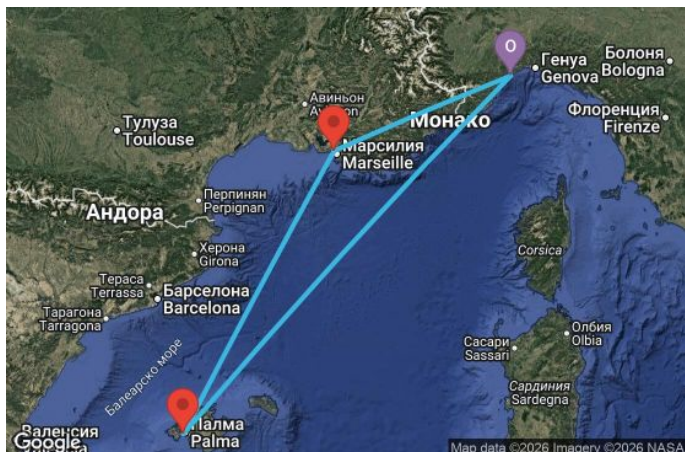 O
Генуа
Genova
Болоня
Bologna
Авиньон
Тулуза
Toulouse
Монако
Флоренция
Firenze
Марсилия
Marseille
Перпинян
Perpignan
Андора
Corsica
Херона
Girona
Тераса
Terrassa
Барселона
Barcelona
Тарагона
Tarragona
Олбия
Olbia
Сасари
Sassari
Балеарско море
Сардиния
Sardegna
Палма
Palma
Валенсия
Google
Map data ©2026 Imagery ©2026 NASA